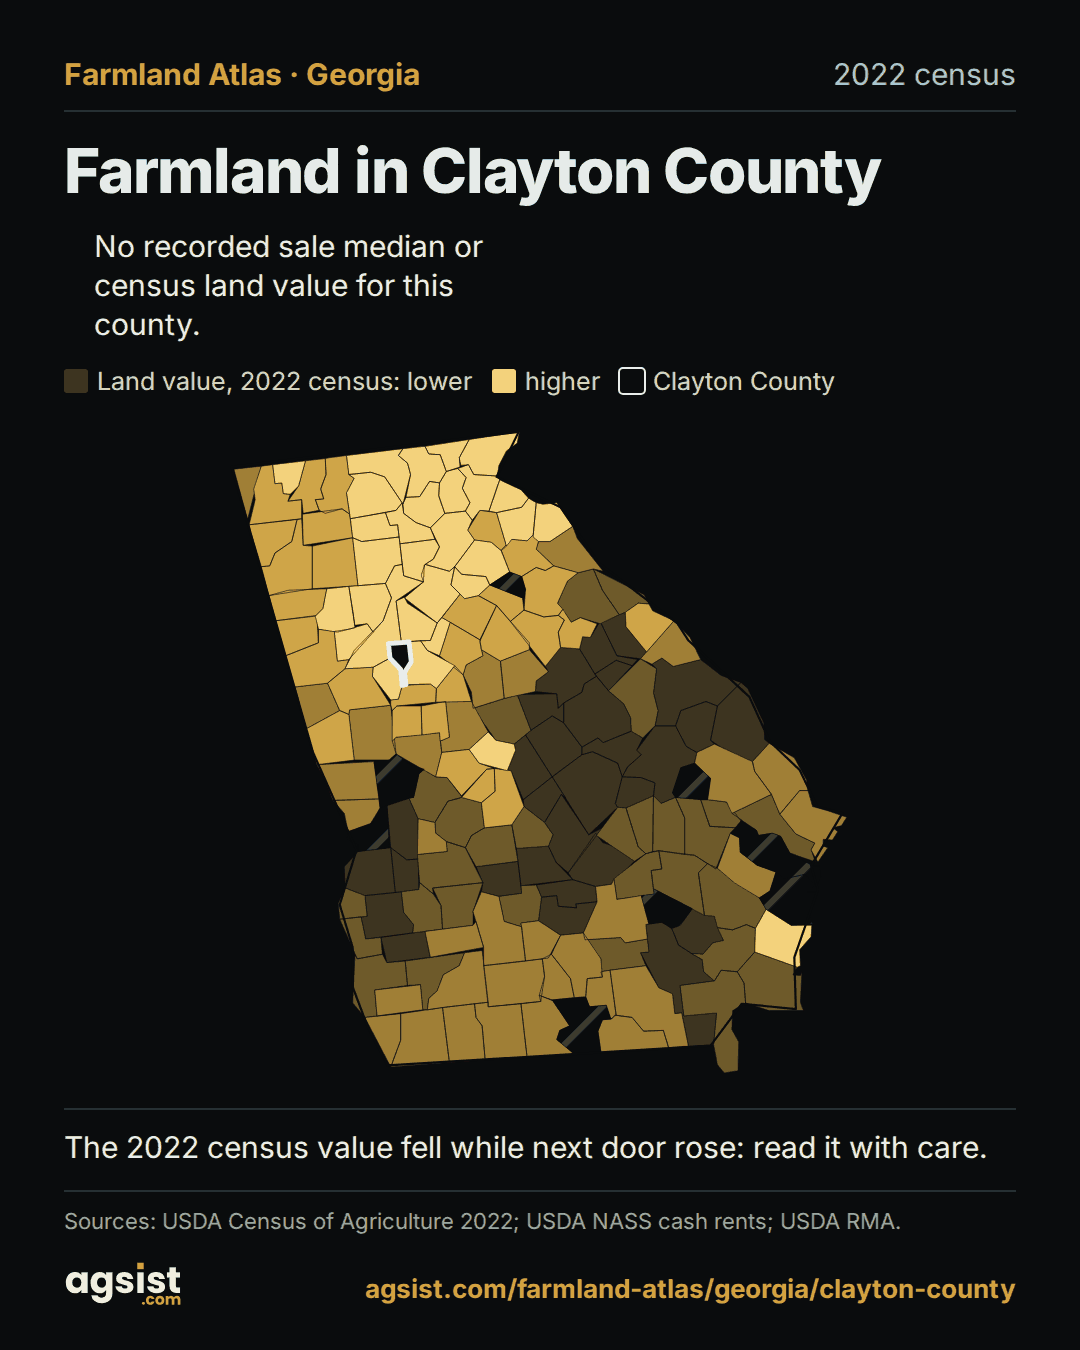 Farmland Atlas · Georgia
2022 census
Farmland in Clayton County
No recorded sale median or
census land value for this
county.
Land value, 2022 census: lower
higher
Clayton County
The 2022 census value fell while next door rose: read it with care.
Sources: USDA Census of Agriculture 2022; USDA NASS cash rents; USDA RMA.
agsist
.com
agsist.com/farmland-atlas/georgia/clayton-county